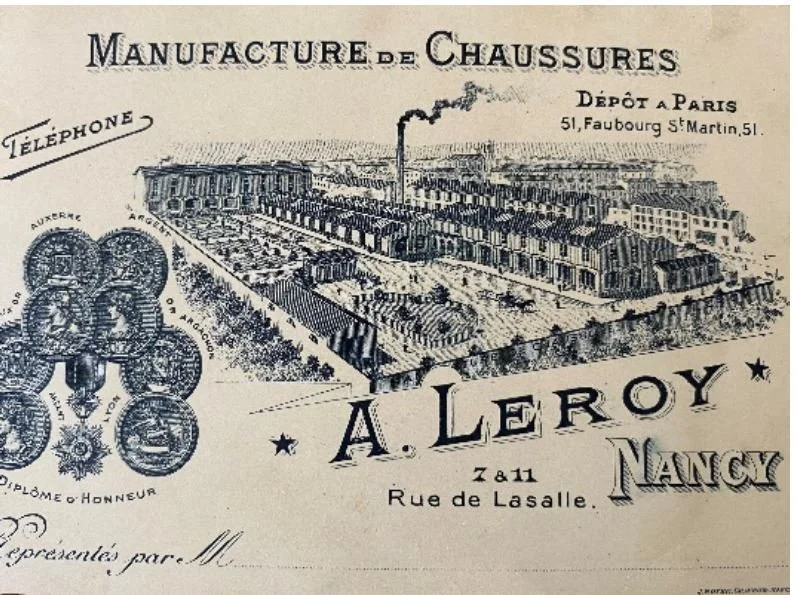 MANUFACTURE DE CHAUSSURES
DÉPÔT A PARIS
51, Faubourg St Martin, 51.
TÉLÉPHONE
AUXERRE
ARGENT
OR ARCACHON
LYON
DIPLÔME D'HONNEUR
A. LEROY
NANCY
7 & 11
Rue de Lasalle.
Représentés par M